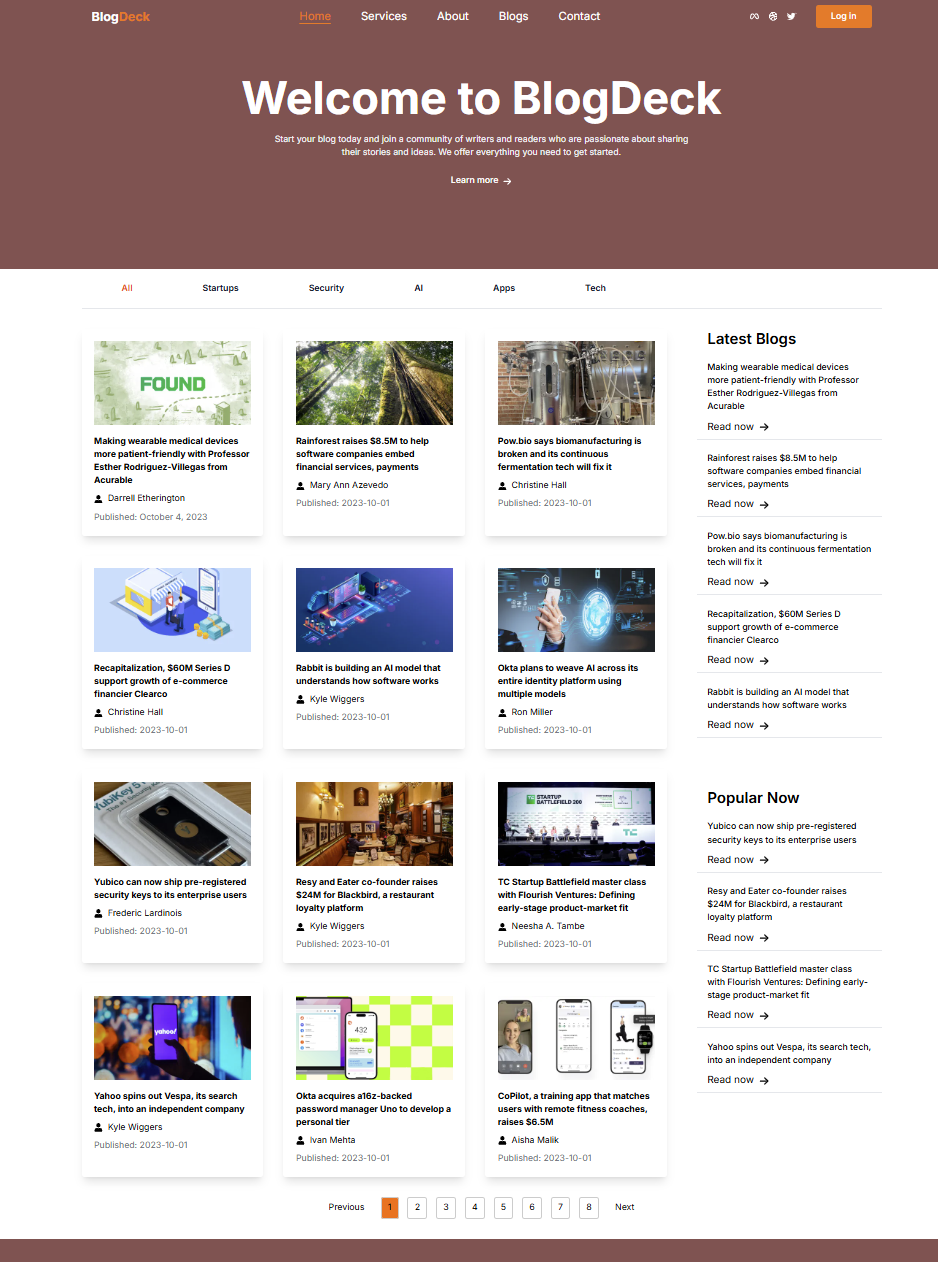 BlogDeck
Home Services About Blogs Contact
Log in
Welcome to BlogDeck
Start your blog today and join a community of writers and readers who are passionate about sharing
their stories and ideas. We offer everything you need to get started.
Learn more
All Startups Security AI Apps Tech
FOUND
Making wearable medical devices
more patient-friendly with Professor
Esther Rodriguez-Villegas from
Acurable
Darrell Etherington
Published: October 4, 2023
Rainforest raises $8.5M to help
software companies embed
financial services, payments
Mary Ann Azevedo
Published: 2023-10-01
Pow.bio says biomanufacturing is
broken and its continuous
fermentation tech will fix it
Christine Hall
Published: 2023-10-01
Recapitalization, $60M Series D
support growth of e-commerce
financier Clearco
Christine Hall
Published: 2023-10-01
Rabbit is building an AI model that
understands how software works
Kyle Wiggers
Published: 2023-10-01
Okta plans to weave AI across its
entire identity platform using
multiple models
Ron Miller
Published: 2023-10-01
YubiKey 5
Yubico can now ship pre-registered
security keys to its enterprise users
Frederic Lardinois
Published: 2023-10-01
Resy and Eater co-founder raises
$24M for Blackbird, a restaurant
loyalty platform
Kyle Wiggers
Published: 2023-10-01
STARTUP
BATTLEFIELD 200
TC
TC Startup Battlefield master class
with Flourish Ventures: Defining
early-stage product-market fit
Neesha A. Tambe
Published: 2023-10-01
yahoo!
Yahoo spins out Vespa, its search
tech, into an independent company
Kyle Wiggers
Published: 2023-10-01
432
Okta acquires a16z-backed
password manager Uno to develop a
personal tier
Ivan Mehta
Published: 2023-10-01
CoPilot, a training app that matches
users with remote fitness coaches,
raises $6.5M
Aisha Malik
Published: 2023-10-01
Previous 1 2 3 4 5 6 7 8 Next
Latest Blogs
Making wearable medical devices
more patient-friendly with Professor
Esther Rodriguez-Villegas from
Acurable
Read now
Rainforest raises $8.5M to help
software companies embed financial
services, payments
Read now
Pow.bio says biomanufacturing is
broken and its continuous fermentation
tech will fix it
Read now
Recapitalization, $60M Series D
support growth of e-commerce
financier Clearco
Read now
Rabbit is building an AI model that
understands how software works
Read now
Popular Now
Yubico can now ship pre-registered
security keys to its enterprise users
Read now
Resy and Eater co-founder raises
$24M for Blackbird, a restaurant
loyalty platform
Read now
TC Startup Battlefield master class
with Flourish Ventures: Defining early-
stage product-market fit
Read now
Yahoo spins out Vespa, its search tech,
into an independent company
Read now